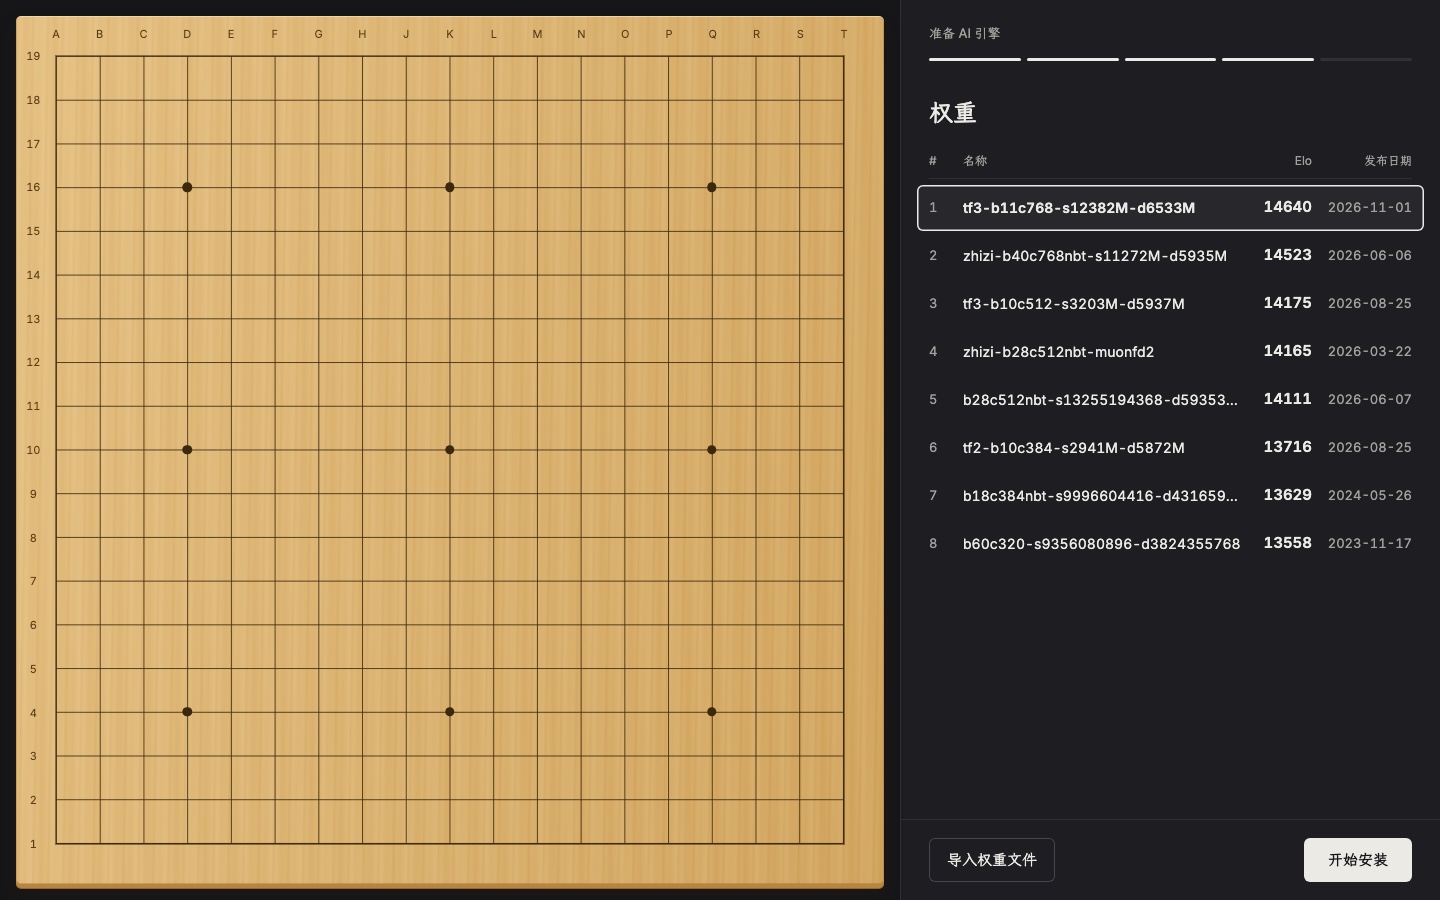 A B C D E F G H J K L M N O P Q R S T
19
18
17
16
15
14
13
12
11
10
9
8
7
6
5
4
3
2
1
准备 AI 引擎
权重
# 名称 Elo 发布日期
1 tf3-b11c768-s12382M-d6533M 14640 2026-11-01
2 zhizi-b40c768nbt-s11272M-d5935M 14523 2026-06-06
3 tf3-b10c512-s3203M-d5937M 14175 2026-08-25
4 zhizi-b28c512nbt-muonfd2 14165 2026-03-22
5 b28c512nbt-s13255194368-d59353... 14111 2026-06-07
6 tf2-b10c384-s2941M-d5872M 13716 2026-08-25
7 b18c384nbt-s9996604416-d431659... 13629 2024-05-26
8 b60c320-s9356080896-d3824355768 13558 2023-11-17
导入权重文件
开始安装